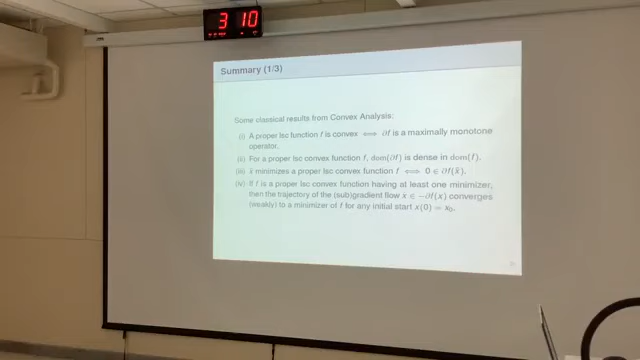 3 10
Summary (1/3)
Some classical results from Convex Analysis:
(i) A proper lsc function f is convex ⟺ ∂f is a maximally monotone
operator.
(ii) For a proper lsc convex function f, dom(∂f) is dense in dom(f).
(iii) x̄ minimizes a proper lsc convex function f ⟺ 0 ∈ ∂f(x̄).
(iv) If f is a proper lsc convex function having at least one minimizer,
then the trajectory of the (sub)gradient flow ẋ ∈ −∂f(x) converges
(weakly) to a minimizer of f for any initial start x(0) = x₀.